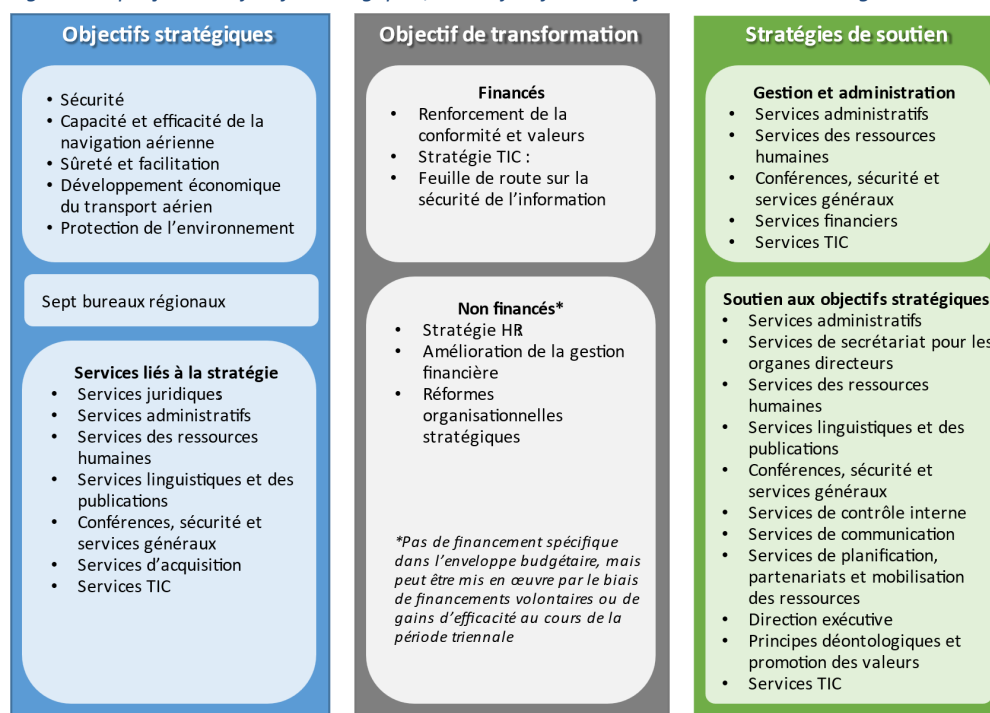 Objectifs stratégiques
• Sécurité
• Capacité et efficacité de la
navigation aérienne
• Sûreté et facilitation
• Développement économique
du transport aérien
• Protection de l’environnement
Sept bureaux régionaux
Services liés à la stratégie
• Services juridiques
• Services administratifs
• Services des ressources
humaines
• Services linguistiques et des
publications
• Conférences, sécurité et
services généraux
• Services d’acquisition
• Services TIC
Objectif de transformation
Financés
• Renforcement de la
conformité et valeurs
• Stratégie TIC :
• Feuille de route sur la
sécurité de l’information
Non financés*
• Stratégie HR
• Amélioration de la gestion
financière
• Réformes
organisationnelles
stratégiques
*Pas de financement spécifique
dans l’enveloppe budgétaire, mais
peut être mis en œuvre par le biais
de financements volontaires ou de
gains d’efficacité au cours de la
période triennale
Stratégies de soutien
Gestion et administration
• Services administratifs
• Services des ressources
humaines
• Conférences, sécurité et
services généraux
• Services financiers
• Services TIC
Soutien aux objectifs stratégiques
• Services administratifs
• Services de secrétariat pour les
organes directeurs
• Services des ressources
humaines
• Services linguistiques et des
publications
• Conférences, sécurité et
services généraux
• Services de contrôle interne
• Services de communication
• Services de planification,
partenariats et mobilisation
des ressources
• Direction exécutive
• Principes déontologiques et
promotion des valeurs
• Services TIC